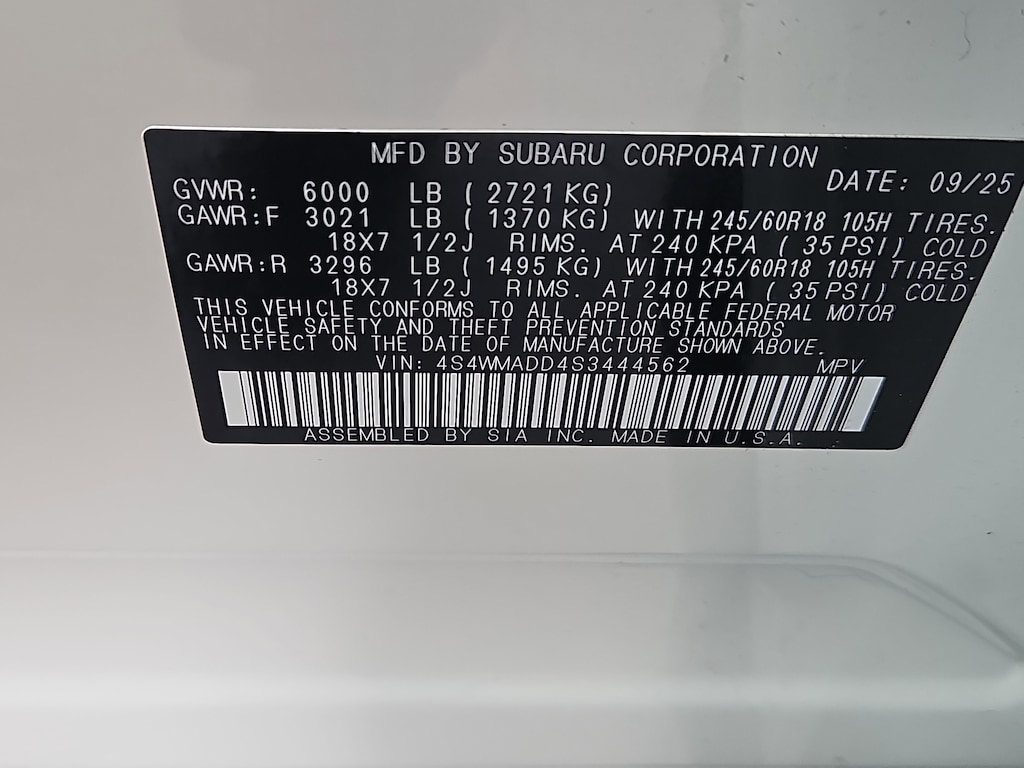 MFD BY SUBARU CORPORATION
DATE: 09/25
GVWR: 6000 LB ( 2721 KG)
GAWR:F 3021 LB ( 1370 KG) WITH 245/60R18 105H TIRES.
18X7 1/2J RIMS. AT 240 KPA ( 35 PSI) COLD
GAWR:R 3296 LB ( 1495 KG) WITH 245/60R18 105H TIRES.
18X7 1/2J RIMS. AT 240 KPA ( 35 PSI) COLD
THIS VEHICLE CONFORMS TO ALL APPLICABLE FEDERAL MOTOR
VEHICLE SAFETY AND THEFT PREVENTION STANDARDS
IN EFFECT ON THE DATE OF MANUFACTURE SHOWN ABOVE.
VIN: 4S4WMADD4S3444562 MPV
ASSEMBLED BY SIA INC. MADE IN U.S.A.